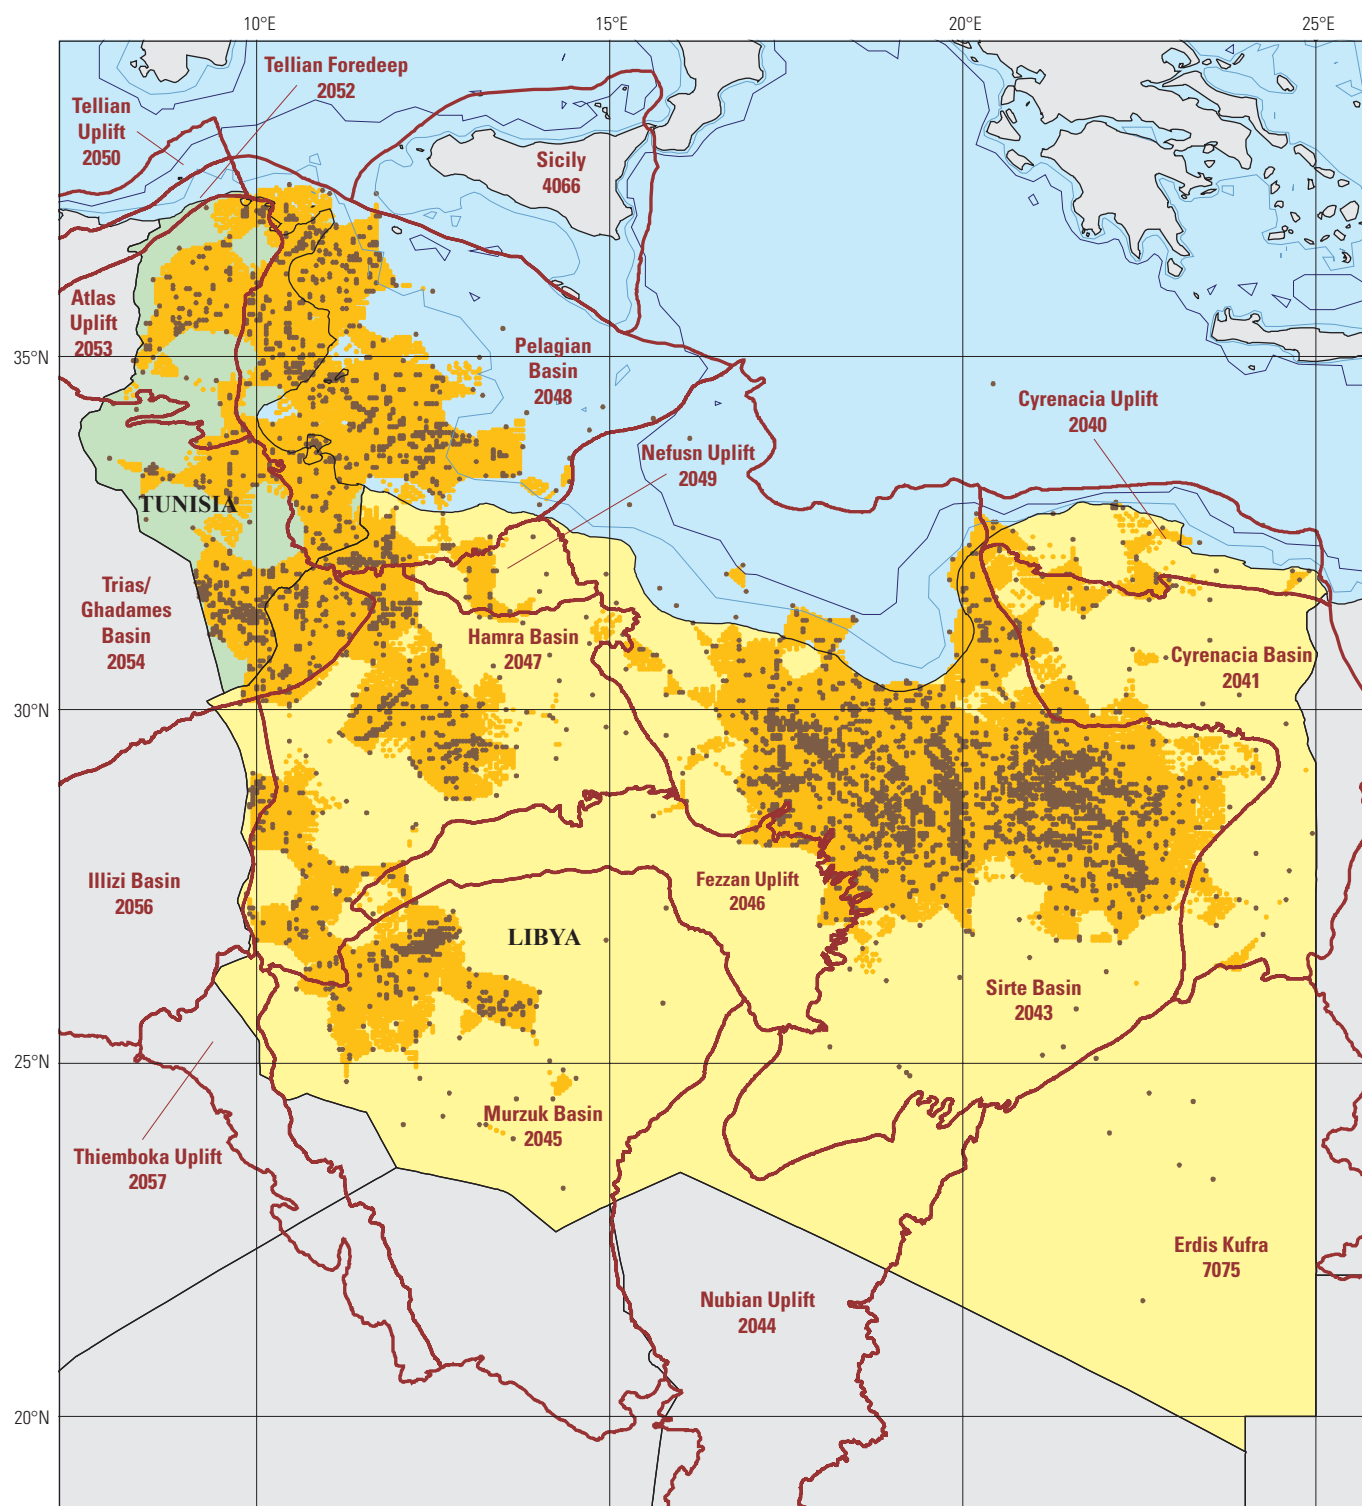 10°E
15°E
20°E
25°E
Tellian Foredeep
2052
Tellian
Uplift
2050
Sicily
4066
Atlas
Uplift
2053
35°N
Pelagian
Basin
2048
Cyrenacia Uplift
2040
Nefusn Uplift
2049
TUNISIA
Trias/
Ghadames
Basin
2054
Hamra Basin
2047
Cyrenacia Basin
2041
30°N
Illizi Basin
2056
Fezzan Uplift
2046
LIBYA
Sirte Basin
2043
25°N
Murzuk Basin
2045
Thiemboka Uplift
2057
Erdis Kufra
7075
Nubian Uplift
2044
20°N